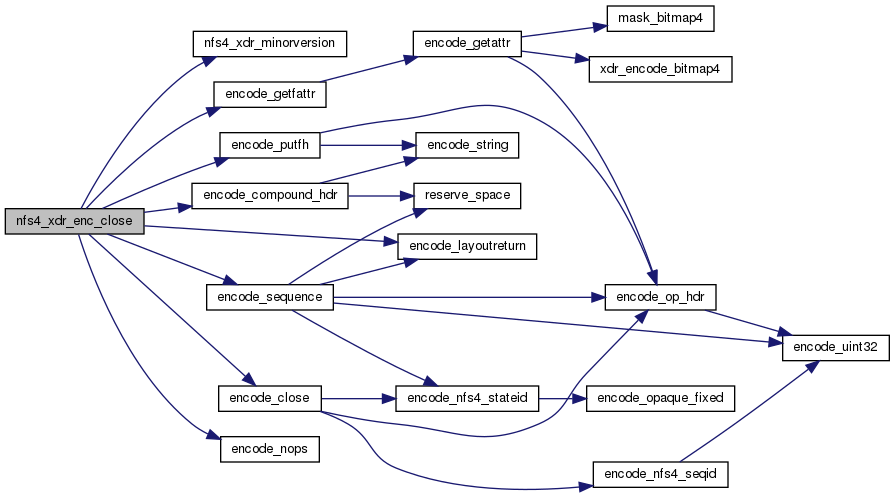 mask_bitmap4
nfs4_xdr_minorversion
encode_getattr
xdr_encode_bitmap4
encode_getfattr
encode_putfh
encode_string
encode_compound_hdr
reserve_space
nfs4_xdr_enc_close
encode_layoutreturn
encode_sequence
encode_op_hdr
encode_uint32
encode_close
encode_nfs4_stateid
encode_opaque_fixed
encode_nops
encode_nfs4_seqid